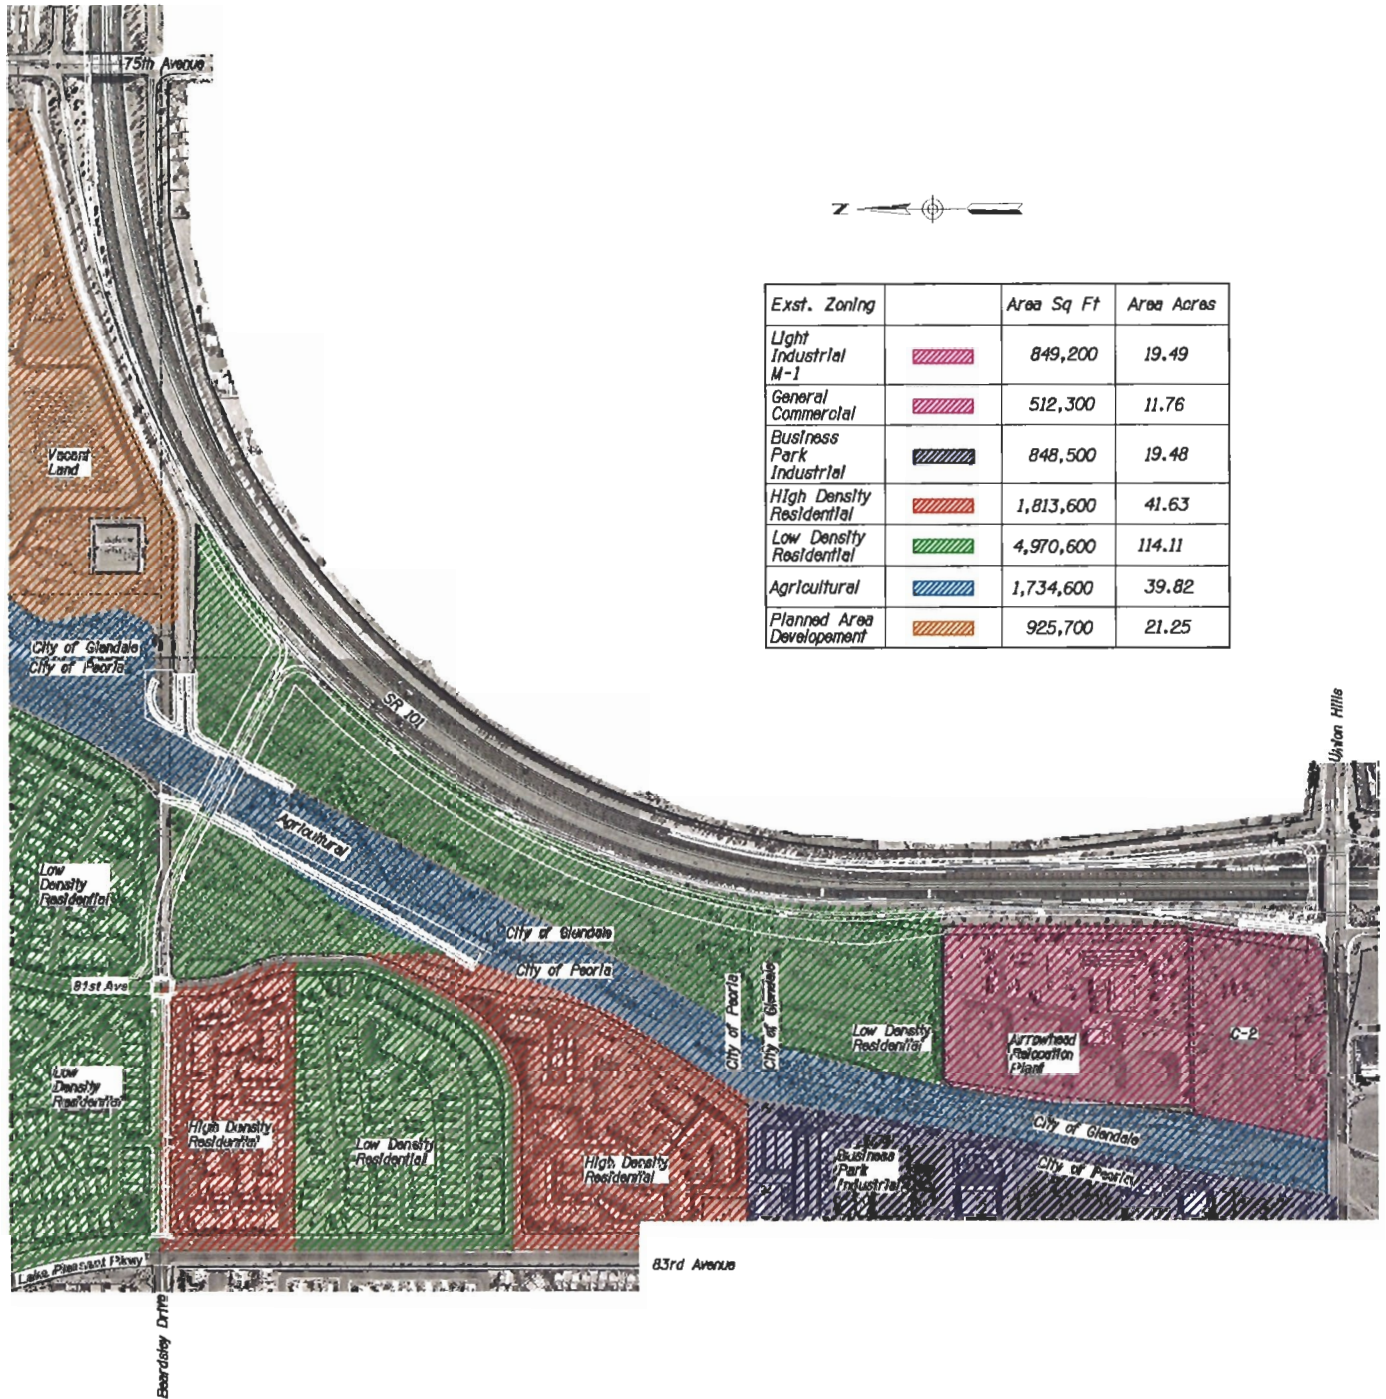 75th Avenue
N
Exst. Zoning Area Sq Ft Area Acres
Light
Industrial
M-1
849,200 19.49
General
Commercial
512,300 11.76
Business
Park
Industrial
848,500 19.48
High Density
Residential
1,813,600 41.63
Low Density
Residential
4,970,600 114.11
Agricultural 1,734,600 39.82
Planned Area
Developement
925,700 21.25
Vacant
Land
City of Glendale
City of Peoria
SR 101
Union Hills
Agricultural
Low
Density
Residential
City of Glendale
City of Peoria
81st Ave
City of Peoria
City of Glendale
Low Density
Residential
Arrowhead
Plant
C-2
Low
Density
Residential
High Density
Residential
Low Density
Residential
High Density
Residential
Business
Park
Industrial
City of Glendale
City of Peoria
Lake Pleasant Pkwy
83rd Avenue
Beardsley Drive